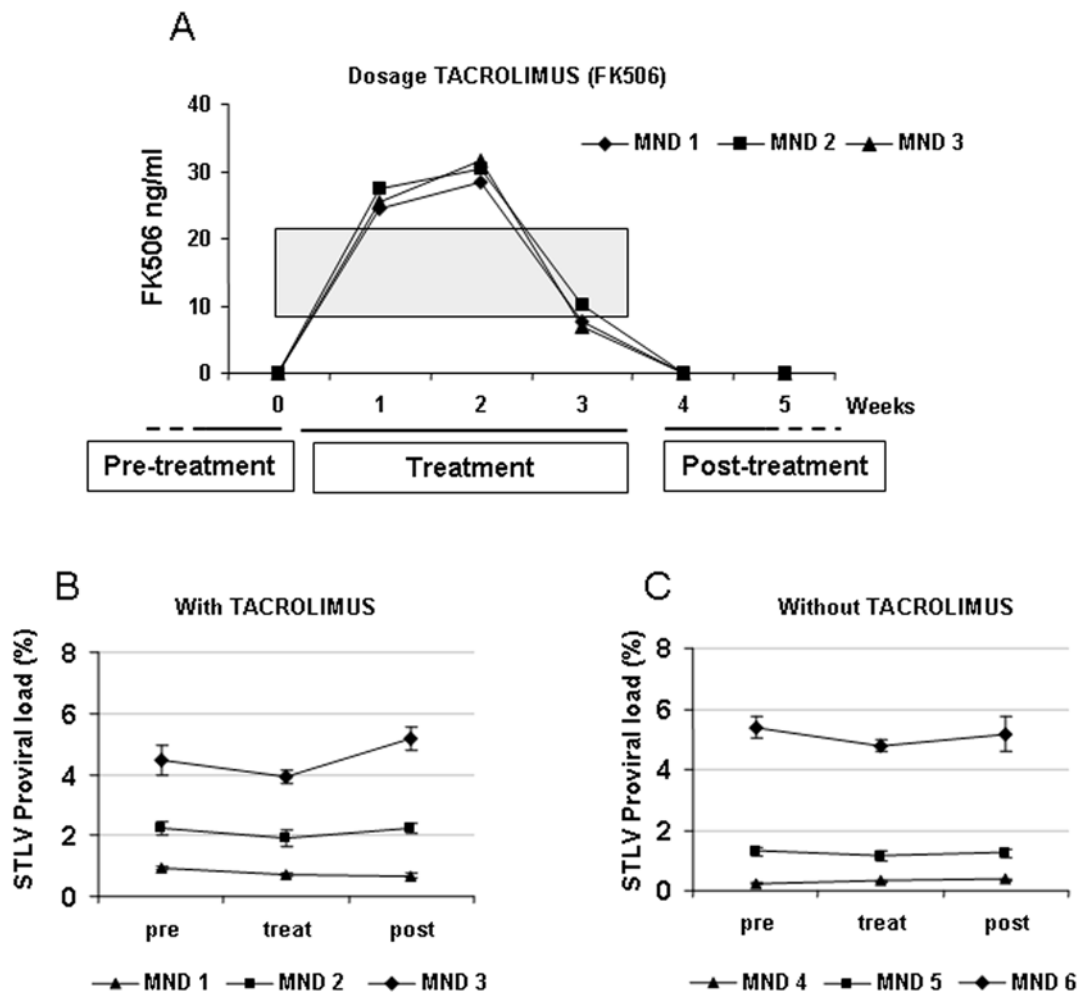 A
Dosage TACROLIMUS (FK506)
40
30
20
10
0
FK506 ng/ml
MND 1 MND 2 MND 3
0 1 2 3 4 5 Weeks
Pre-treatment Treatment Post-treatment
B
With TACROLIMUS
STLV Proviral load (%)
8
6
4
2
0
pre treat post
MND 1 MND 2 MND 3
C
Without TACROLIMUS
STLV Proviral load (%)
8
6
4
2
0
pre treat post
MND 4 MND 5 MND 6